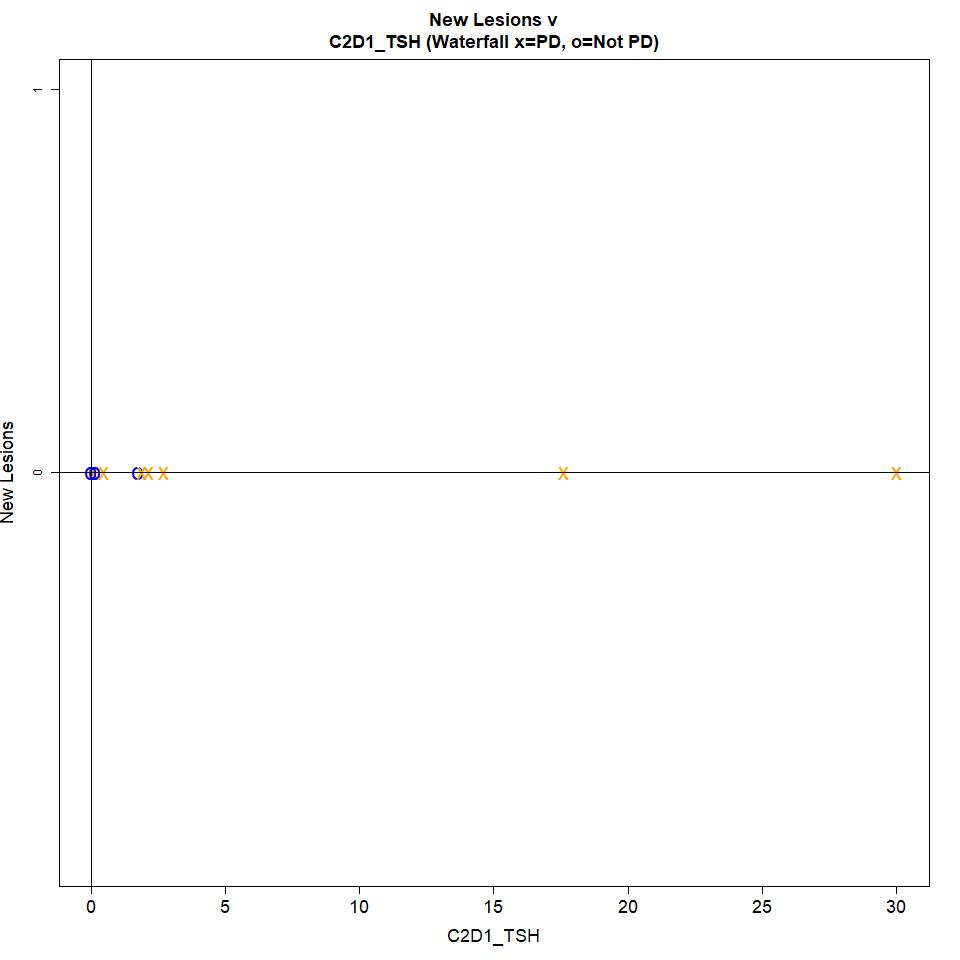 New Lesions v
C2D1_TSH (Waterfall x=PD, o=Not PD)
1
0
New Lesions
0 5 10 15 20 25 30
C2D1_TSH